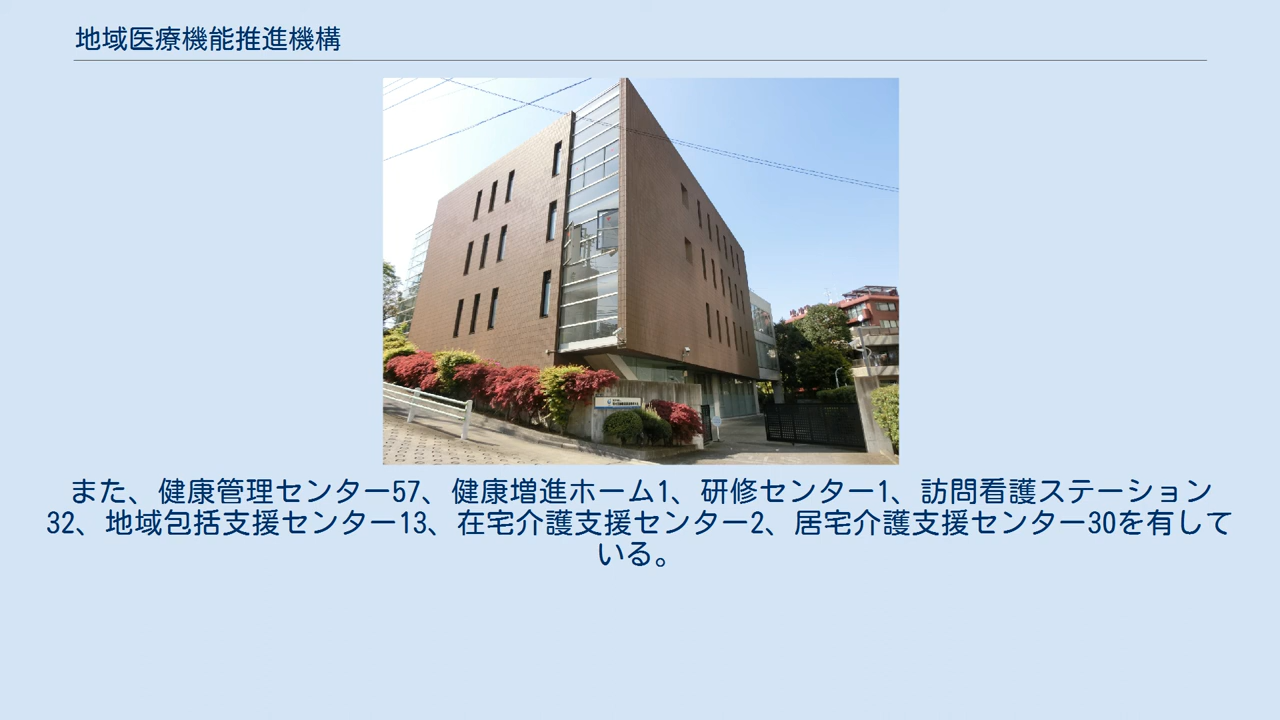 地域医療機能推進機構
また、健康管理センター57、健康増進ホーム1、研修センター1、訪問看護ステーション
32、地域包括支援センター13、在宅介護支援センター2、居宅介護支援センター30を有して
いる。